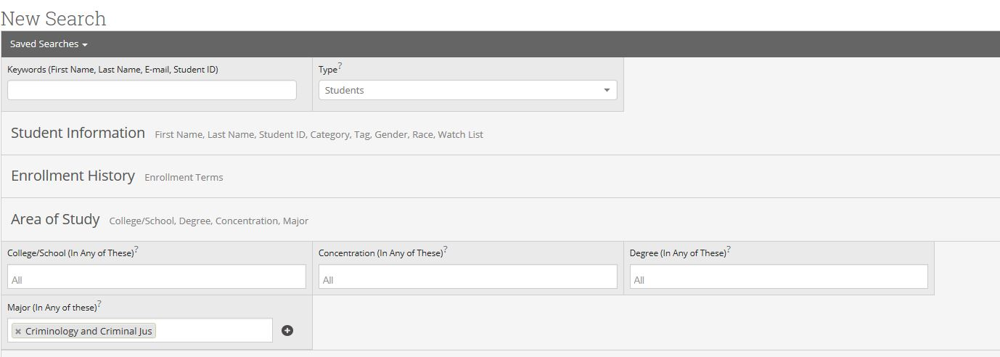 New Search
Saved Searches
Keywords (First Name, Last Name, E-mail, Student ID)
Type?
Students
Student Information First Name, Last Name, Student ID, Category, Tag, Gender, Race, Watch List
Enrollment History Enrollment Terms
Area of Study College/School, Degree, Concentration, Major
College/School (In Any of These)? Concentration (In Any of These)? Degree (In Any of These)?
All All All
Major (In Any of these)?
× Criminology and Criminal Jus